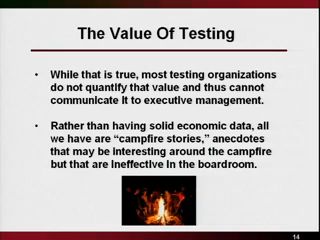 The Value Of Testing
• While that is true, most testing organizations
do not quantify that value and thus cannot
communicate it to executive management.
• Rather than having solid economic data, all
we have are “campfire stories,” anecdotes
that may be interesting around the campfire
but that are ineffective in the boardroom.
14